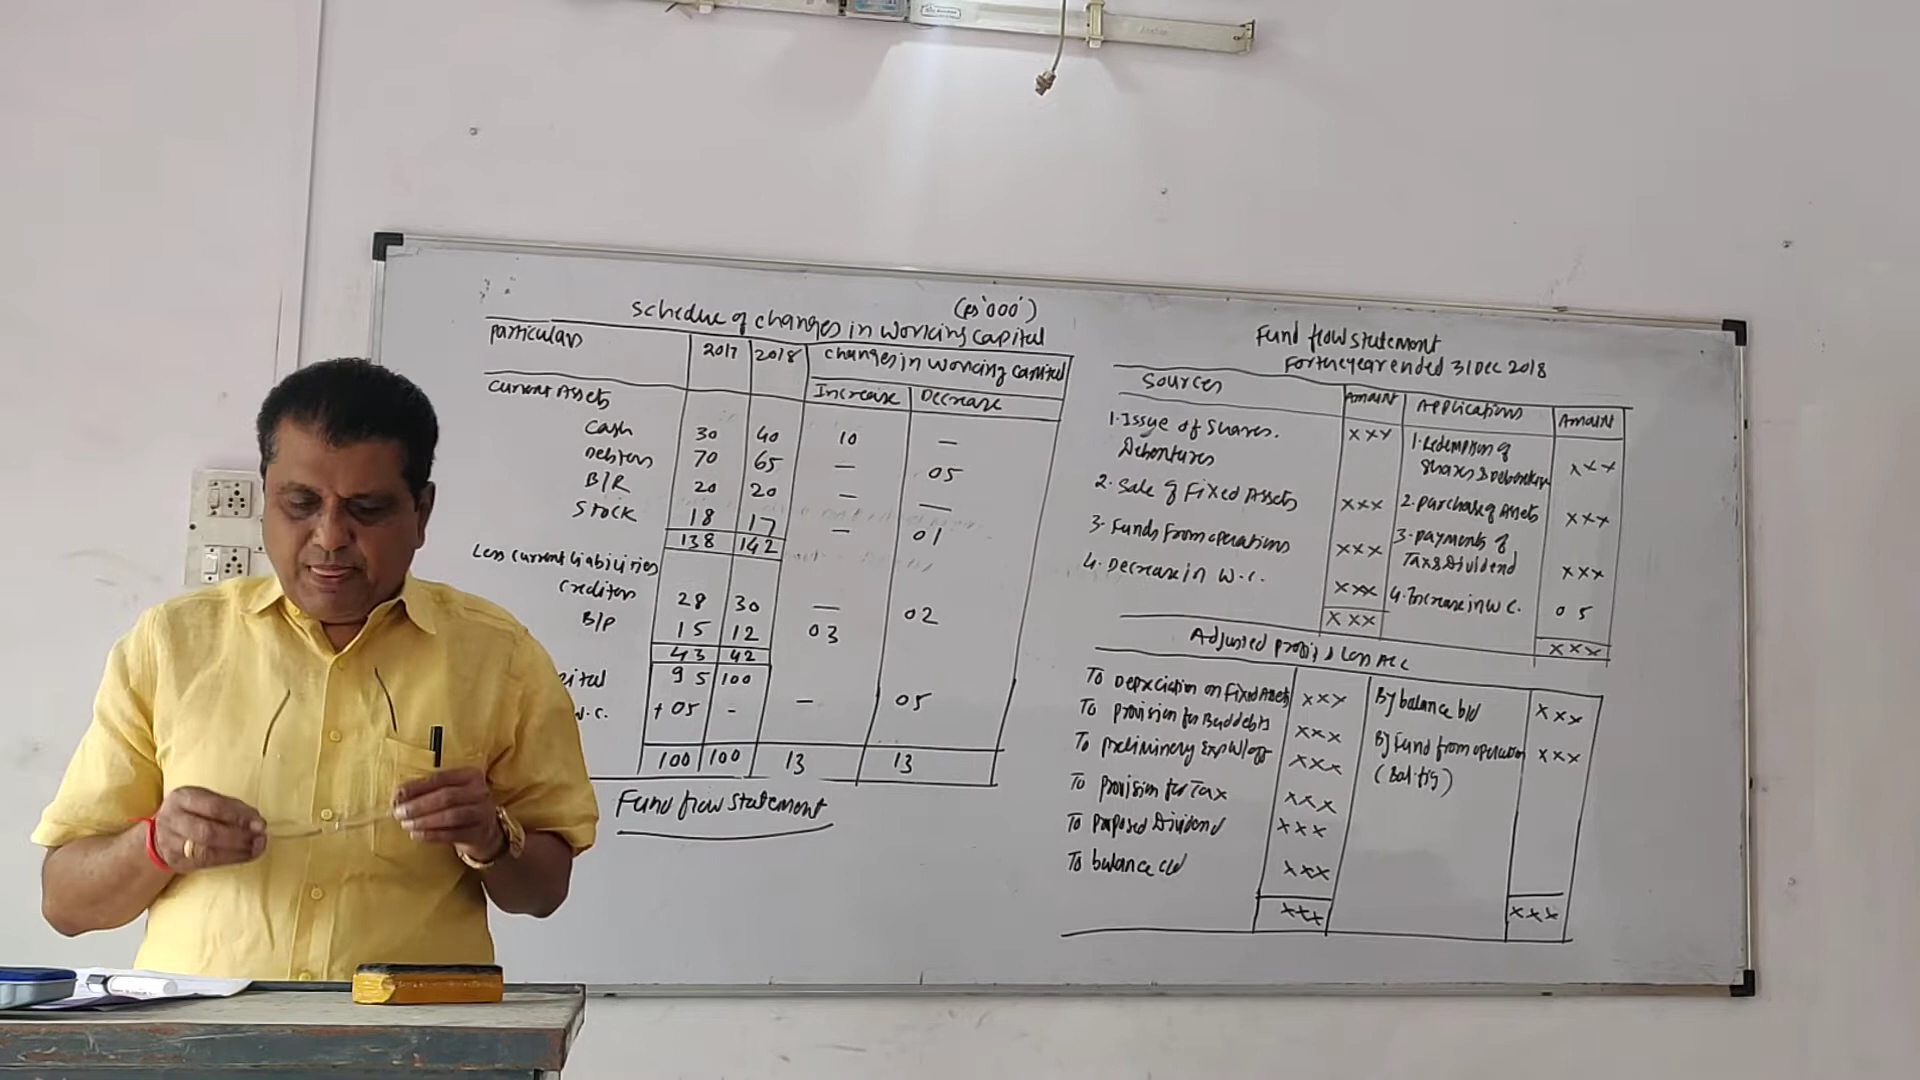 (Rs '000')
Schedule of changes in working capital
Particulars 2017 2018 changes in working capital
Increase Decrease
Current Assets
Cash 30 40 10 —
Debtors 70 65 — 05
B/R 20 20 — —
Stock 18 17 — 01
138 142
Less current liabilities
Creditors 28 30 — 02
B/P 15 12 03
43 42
95 100
W.C. + 05 - — 05
100 100 13 13
Fund flow statement
Fund flow statement
For the year ended 31 Dec 2018
Sources Amount Applications Amount
1. Issue of shares. xxx 1. Redemption of
Debentures shares & debenture xxx
2. Sale of Fixed Assets xxx 2. purchase of Assets xxx
3. Funds from operations xxx 3. payments of
Tax & Dividend xxx
4. Decrease in W.C. xxx 4. Increase in W C. 05
xxx xxx
Adjusted profit & Loss Acc
To Depreciation on Fixed Assets xxx By balance b/d xxx
To provision for Bad debts xxx By Fund from operation xxx
To preliminery Exp w/off xxx (Bal. fig)
To provision for Tax xxx
To proposed Dividend xxx
To balance c/d xxx
xxx xxx